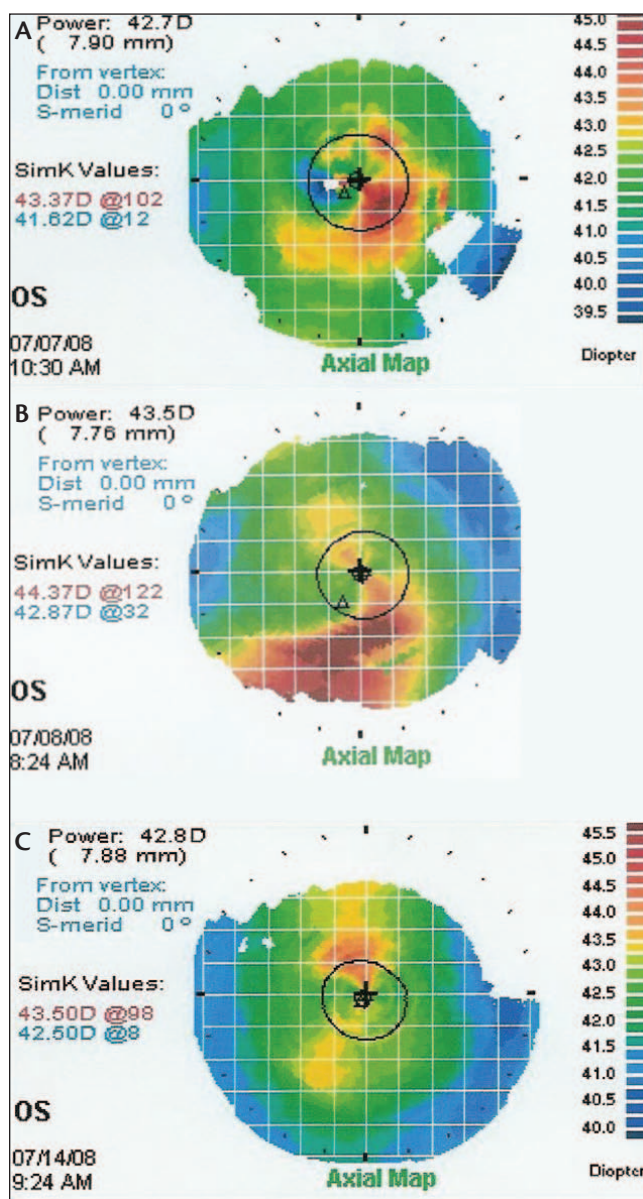 A
Power: 42.7D
( 7.90 mm)
From vertex:
Dist 0.00 mm
S-merid 0 º
SimK Values:
43.37D @102
41.62D @12
OS
07/07/08
10:30 AM
Axial Map
45.0
44.5
44.0
43.5
43.0
42.5
42.0
41.5
41.0
40.5
40.0
39.5
Diopter
B
Power: 43.5D
( 7.76 mm)
From vertex:
Dist 0.00 mm
S-merid 0 º
SimK Values:
44.37D @122
42.87D @32
OS
07/08/08
8:24 AM
Axial Map
C
Power: 42.8D
( 7.88 mm)
From vertex:
Dist 0.00 mm
S-merid 0 º
SimK Values:
43.50D @98
42.50D @8
OS
07/14/08
9:24 AM
Axial Map
45.5
45.0
44.5
44.0
43.5
43.0
42.5
42.0
41.5
41.0
40.5
40.0
Diopter